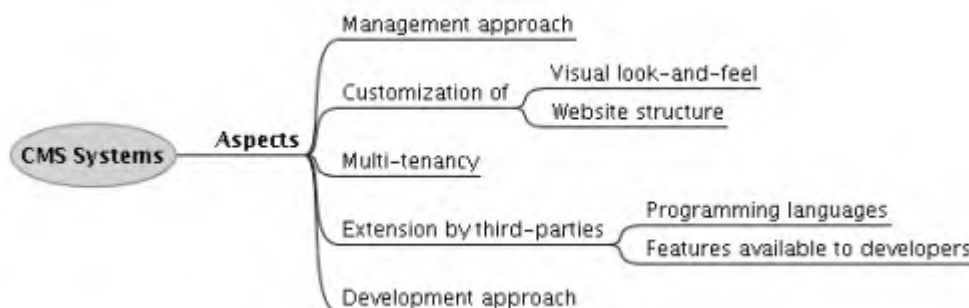 Management approach
Visual look-and-feel
Customization of
Website structure
Aspects
CMS Systems
Multi-tenancy
Programming languages
Extension by third-parties
Features available to developers
Development approach